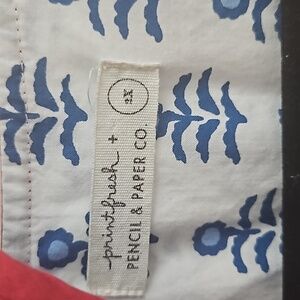 printfresh +
PENCIL & PAPER CO
2X